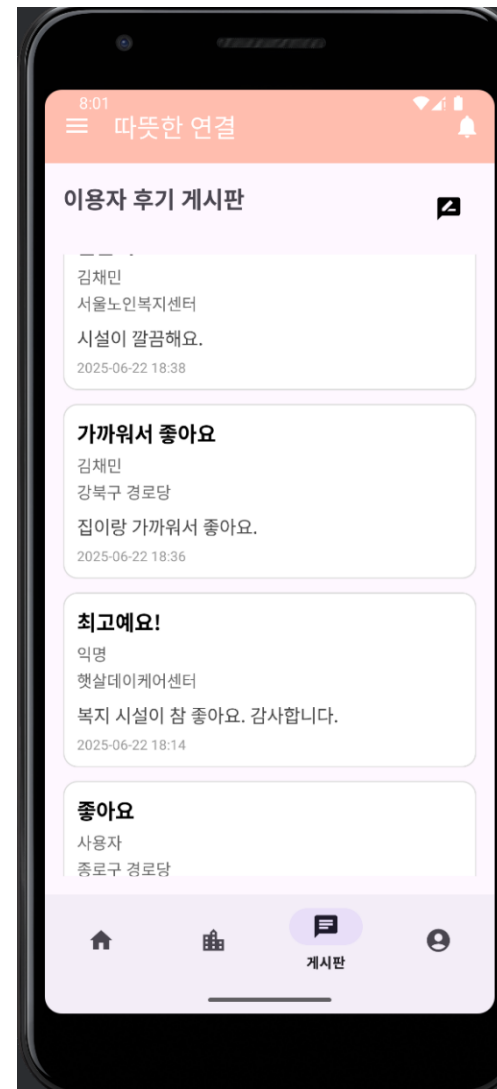 8:01
따뜻한 연결
이용자 후기 게시판
김채민
서울노인복지센터
시설이 깔끔해요.
2025-06-22 18:38
가까워서 좋아요
김채민
강북구 경로당
집이랑 가까워서 좋아요.
2025-06-22 18:36
최고예요!
익명
햇살데이케어센터
복지 시설이 참 좋아요. 감사합니다.
2025-06-22 18:14
좋아요
사용자
종로구 경로당
게시판